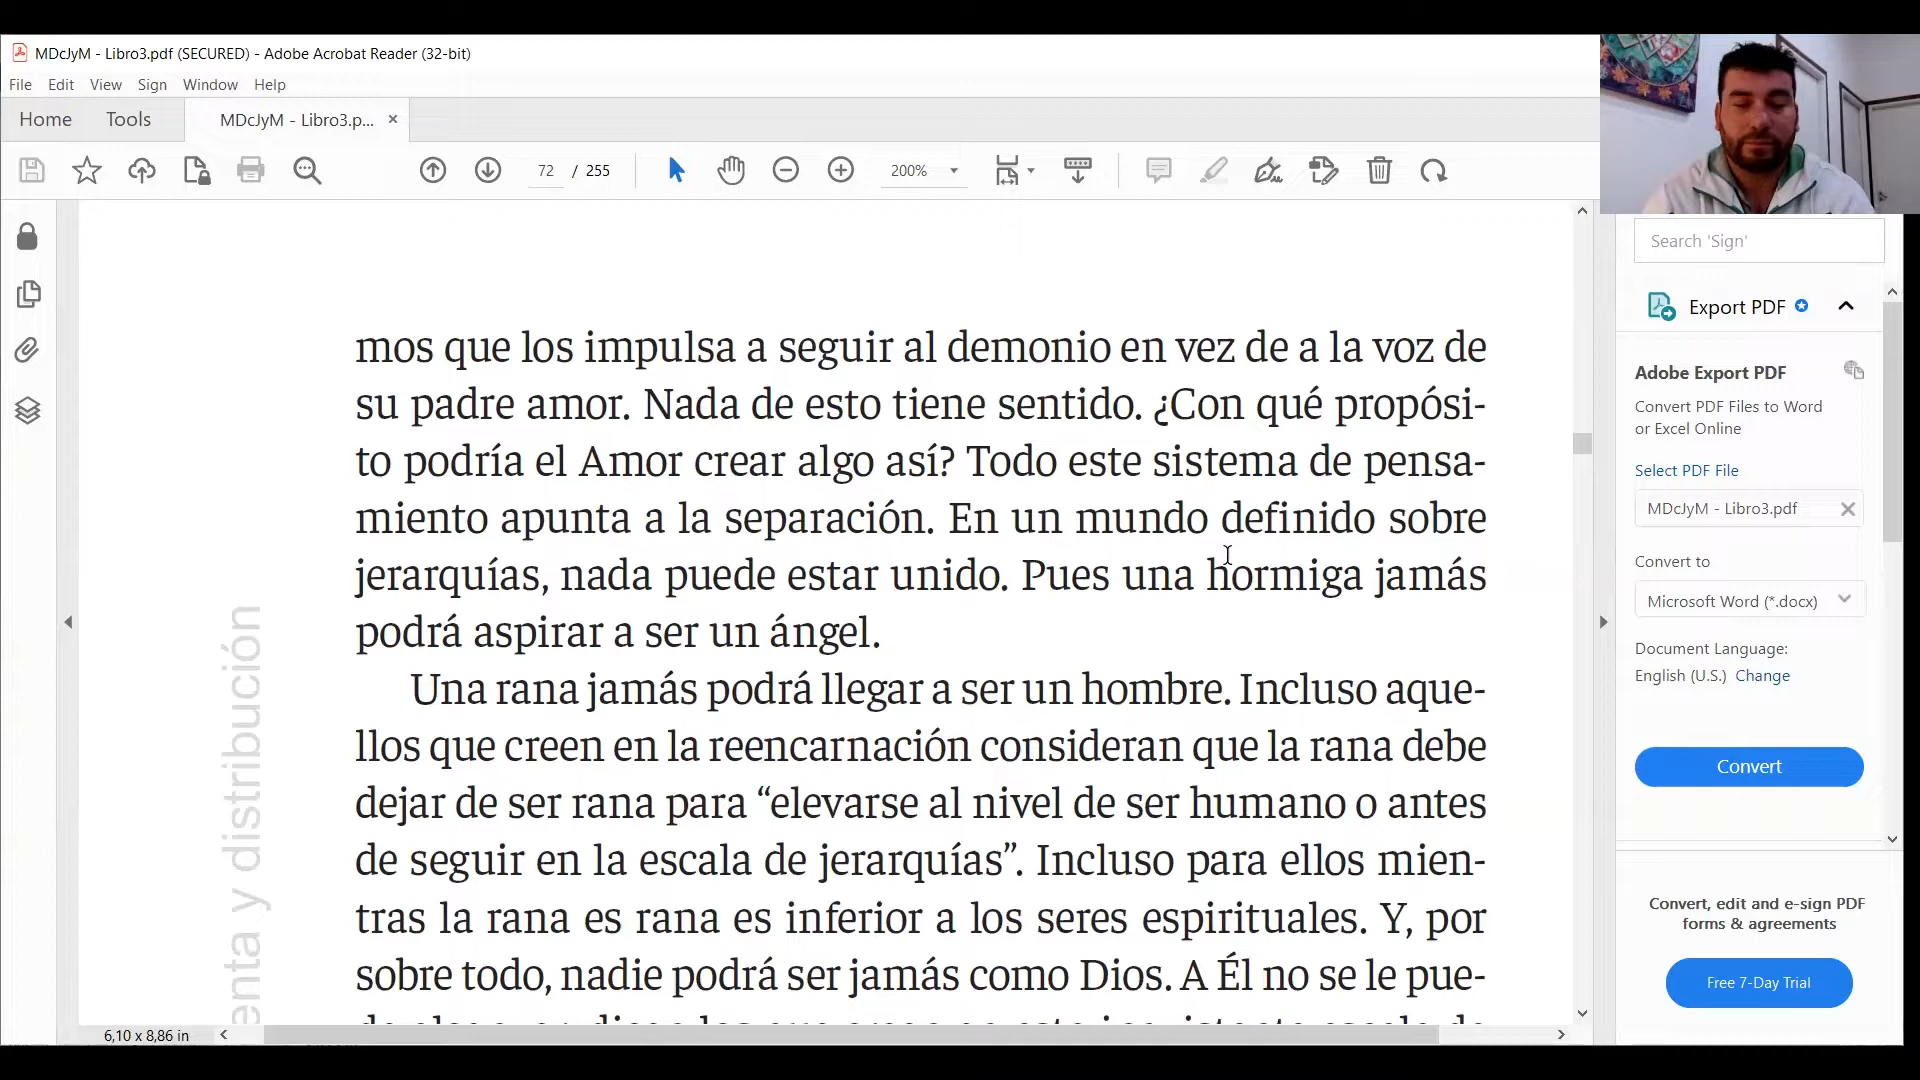 MDcJyM - Libro3.pdf (SECURED) - Adobe Acrobat Reader (32-bit)
File Edit View Sign Window Help
Home Tools MDcJyM - Libro3.p... ×
72 / 255 200%
Search 'Sign'
Export PDF
Adobe Export PDF
Convert PDF Files to Word
or Excel Online
Select PDF File
MDcJyM - Libro3.pdf
Convert to
Microsoft Word (*.docx)
Document Language:
English (U.S.) Change
Convert
Convert, edit and e-sign PDF
forms & agreements
Free 7-Day Trial
mos que los impulsa a seguir al demonio en vez de a la voz de
su padre amor. Nada de esto tiene sentido. ¿Con qué propósi-
to podría el Amor crear algo así? Todo este sistema de pensa-
miento apunta a la separación. En un mundo definido sobre
jerarquías, nada puede estar unido. Pues una hormiga jamás
podrá aspirar a ser un ángel.
Una rana jamás podrá llegar a ser un hombre. Incluso aque-
llos que creen en la reencarnación consideran que la rana debe
dejar de ser rana para “elevarse al nivel de ser humano o antes
de seguir en la escala de jerarquías”. Incluso para ellos mien-
tras la rana es rana es inferior a los seres espirituales. Y, por
sobre todo, nadie podrá ser jamás como Dios. A Él no se le pue-
enta y distribución
6,10 x 8,86 in